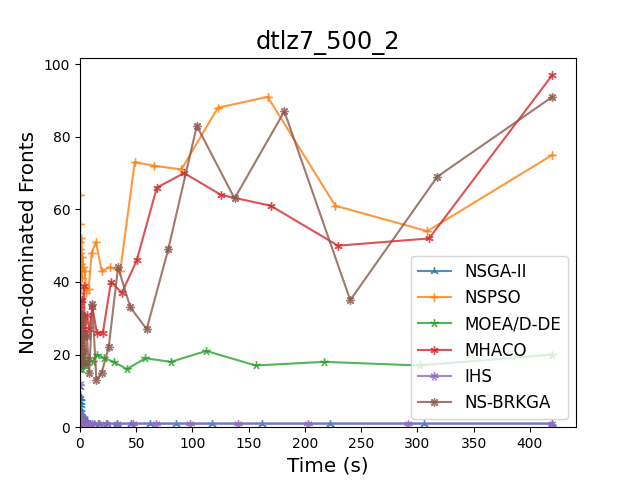 dtlz7_500_2
Non-dominated Fronts
100
80
60
40
20
0
0
50
100
150
200
250
300
350
400
Time (s)
NSGA-II
NSPSO
MOEA/D-DE
MHACO
IHS
NS-BRKGA